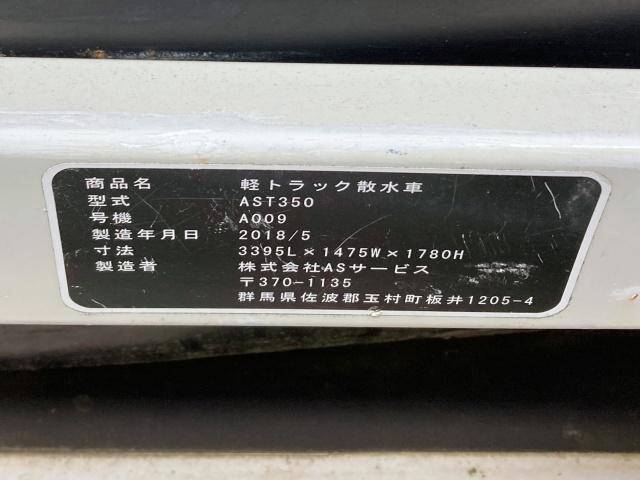 商品名 軽トラック散水車
型式 AST350
号機 A009
製造年月日 2018/5
寸法 3395L×1475W×1780H
製造者 株式会社ASサービス
〒370-1135
群馬県佐波郡玉村町板井1205-4